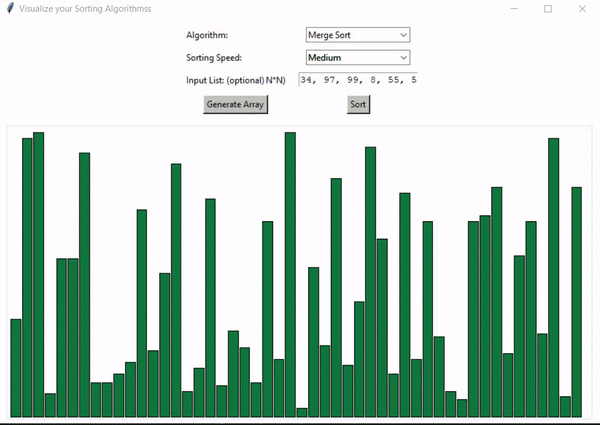 Visualize your Sorting Algorithmss
Algorithm: Merge Sort
Sorting Speed: Medium
Input List: (optional) N*N) 34, 97, 99, 8, 55, 5
Generate Array Sort